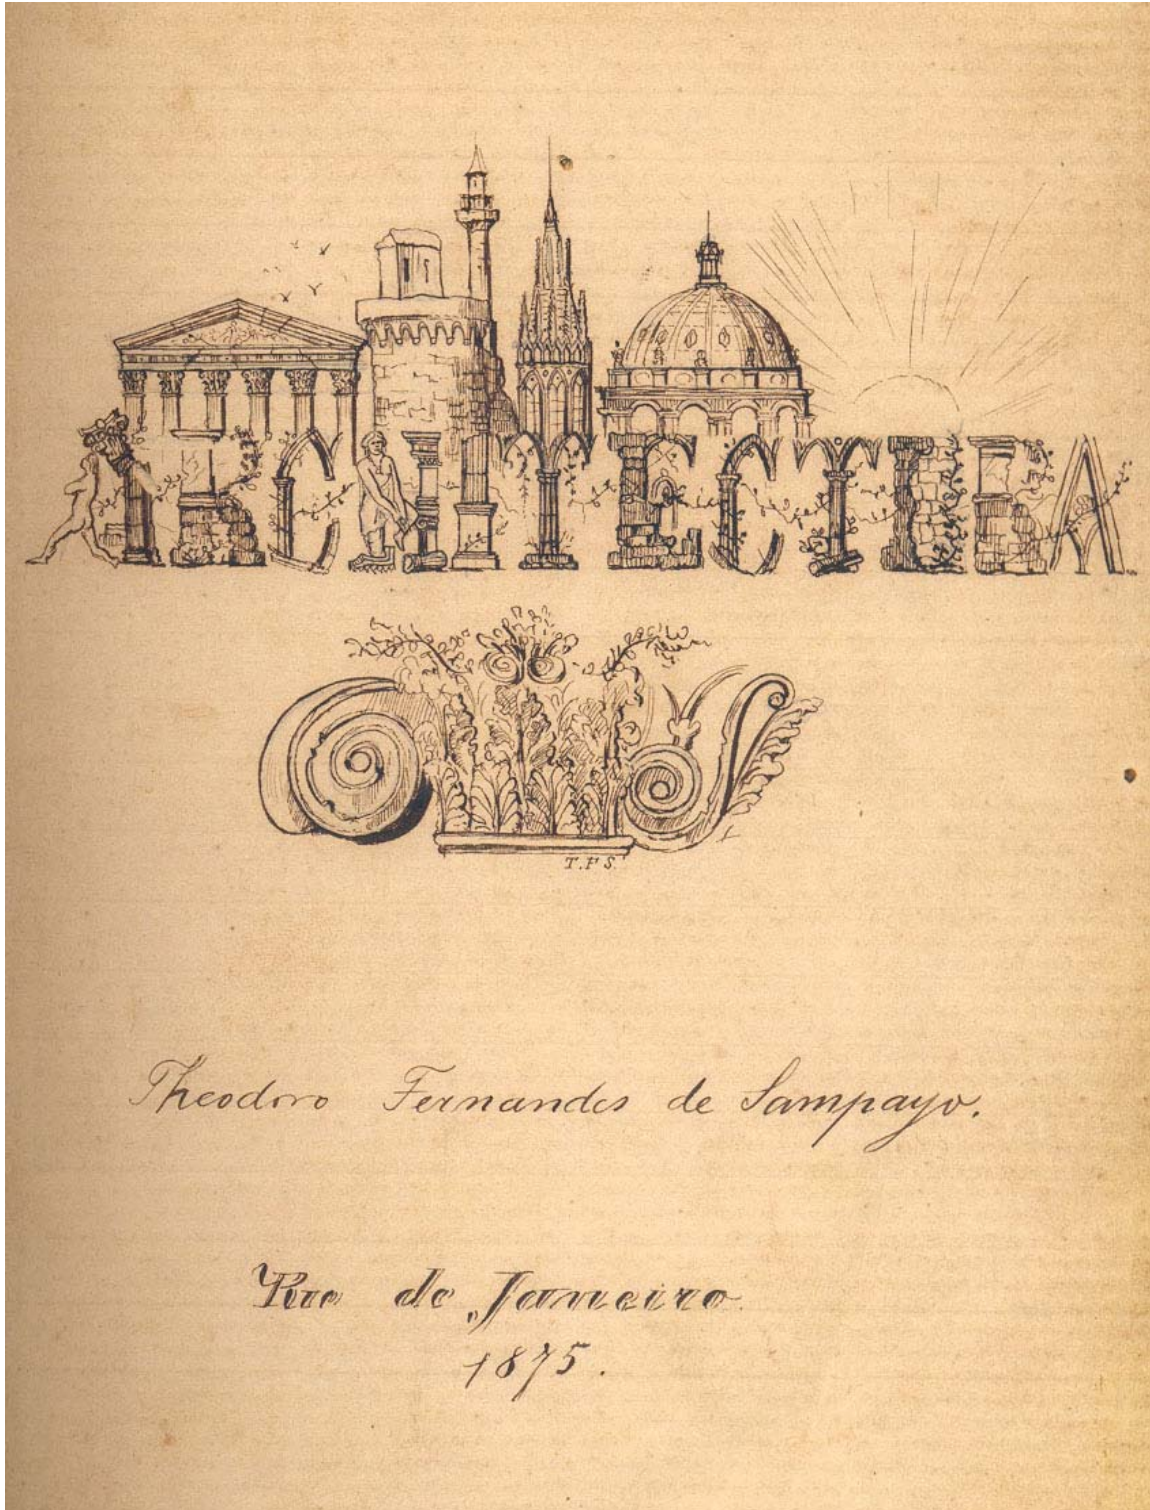 ARCHITECTURA
T.F S.
Theodoro Fernandes de Sampayo.
Rio de Janeiro
1875.